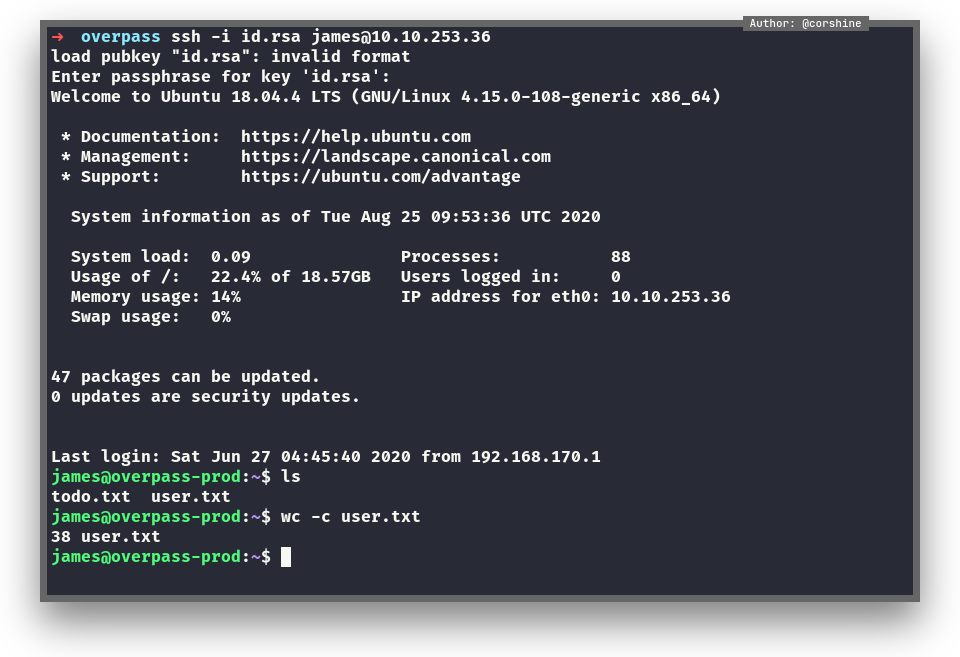 Author: @corshine
➜  overpass ssh -i id.rsa james@10.10.253.36
load pubkey "id.rsa": invalid format
Enter passphrase for key 'id.rsa':
Welcome to Ubuntu 18.04.4 LTS (GNU/Linux 4.15.0-108-generic x86_64)
 * Documentation:  https://help.ubuntu.com
 * Management:     https://landscape.canonical.com
 * Support:        https://ubuntu.com/advantage
  System information as of Tue Aug 25 09:53:36 UTC 2020
  System load:  0.09               Processes:           88
  Usage of /:   22.4% of 18.57GB   Users logged in:     0
  Memory usage: 14%                IP address for eth0: 10.10.253.36
  Swap usage:   0%
47 packages can be updated.
0 updates are security updates.
Last login: Sat Jun 27 04:45:40 2020 from 192.168.170.1
james@overpass-prod:~$ ls
todo.txt  user.txt
james@overpass-prod:~$ wc -c user.txt
38 user.txt
james@overpass-prod:~$